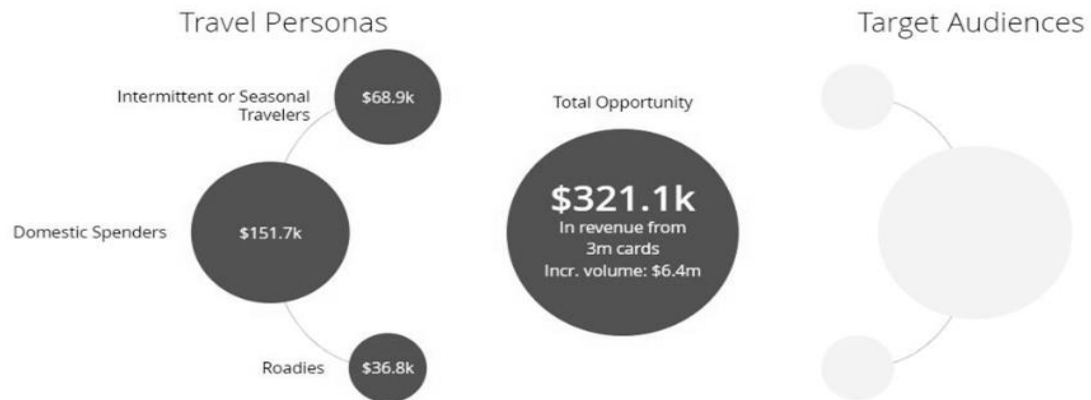 Travel Personas
Target Audiences
Intermittent or Seasonal
Travelers
$68.9k
Total Opportunity
$321.1k
In revenue from
3m cards
Incr. volume: $6.4m
Domestic Spenders
$151.7k
Roadies
$36.8k